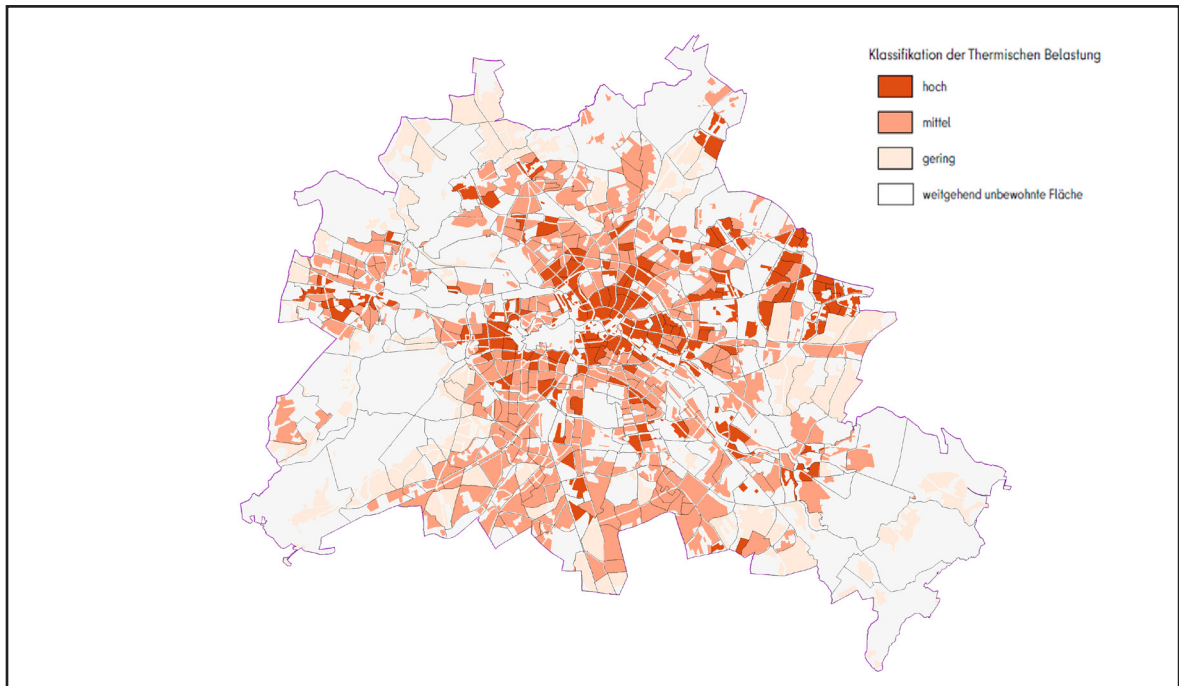 Klassifikation der Thermischen Belastung
hoch
mittel
gering
weitgehend unbewohnte Fläche